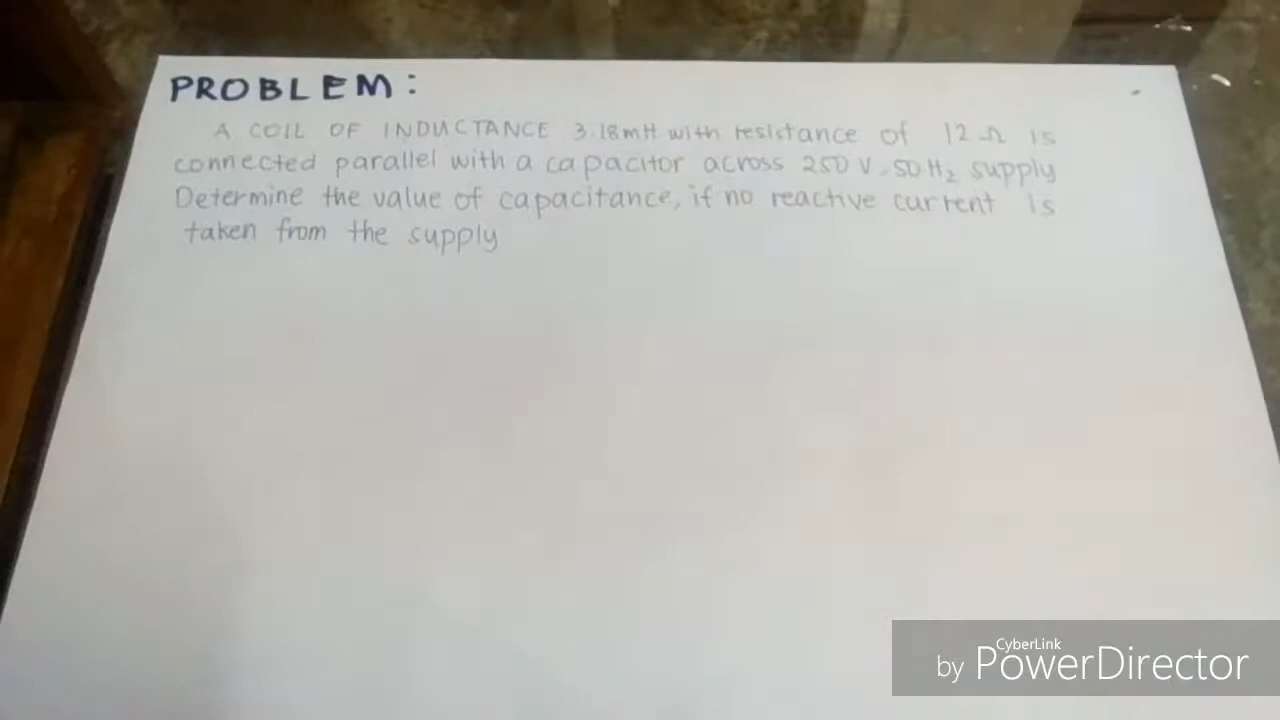 PROBLEM:
A COIL OF INDUCTANCE 3.18mH with resistance of 12 Ω is
connected parallel with a capacitor across 250 V, 50 Hz supply
Determine the value of capacitance, if no reactive current is
taken from the supply
CyberLink
by PowerDirector